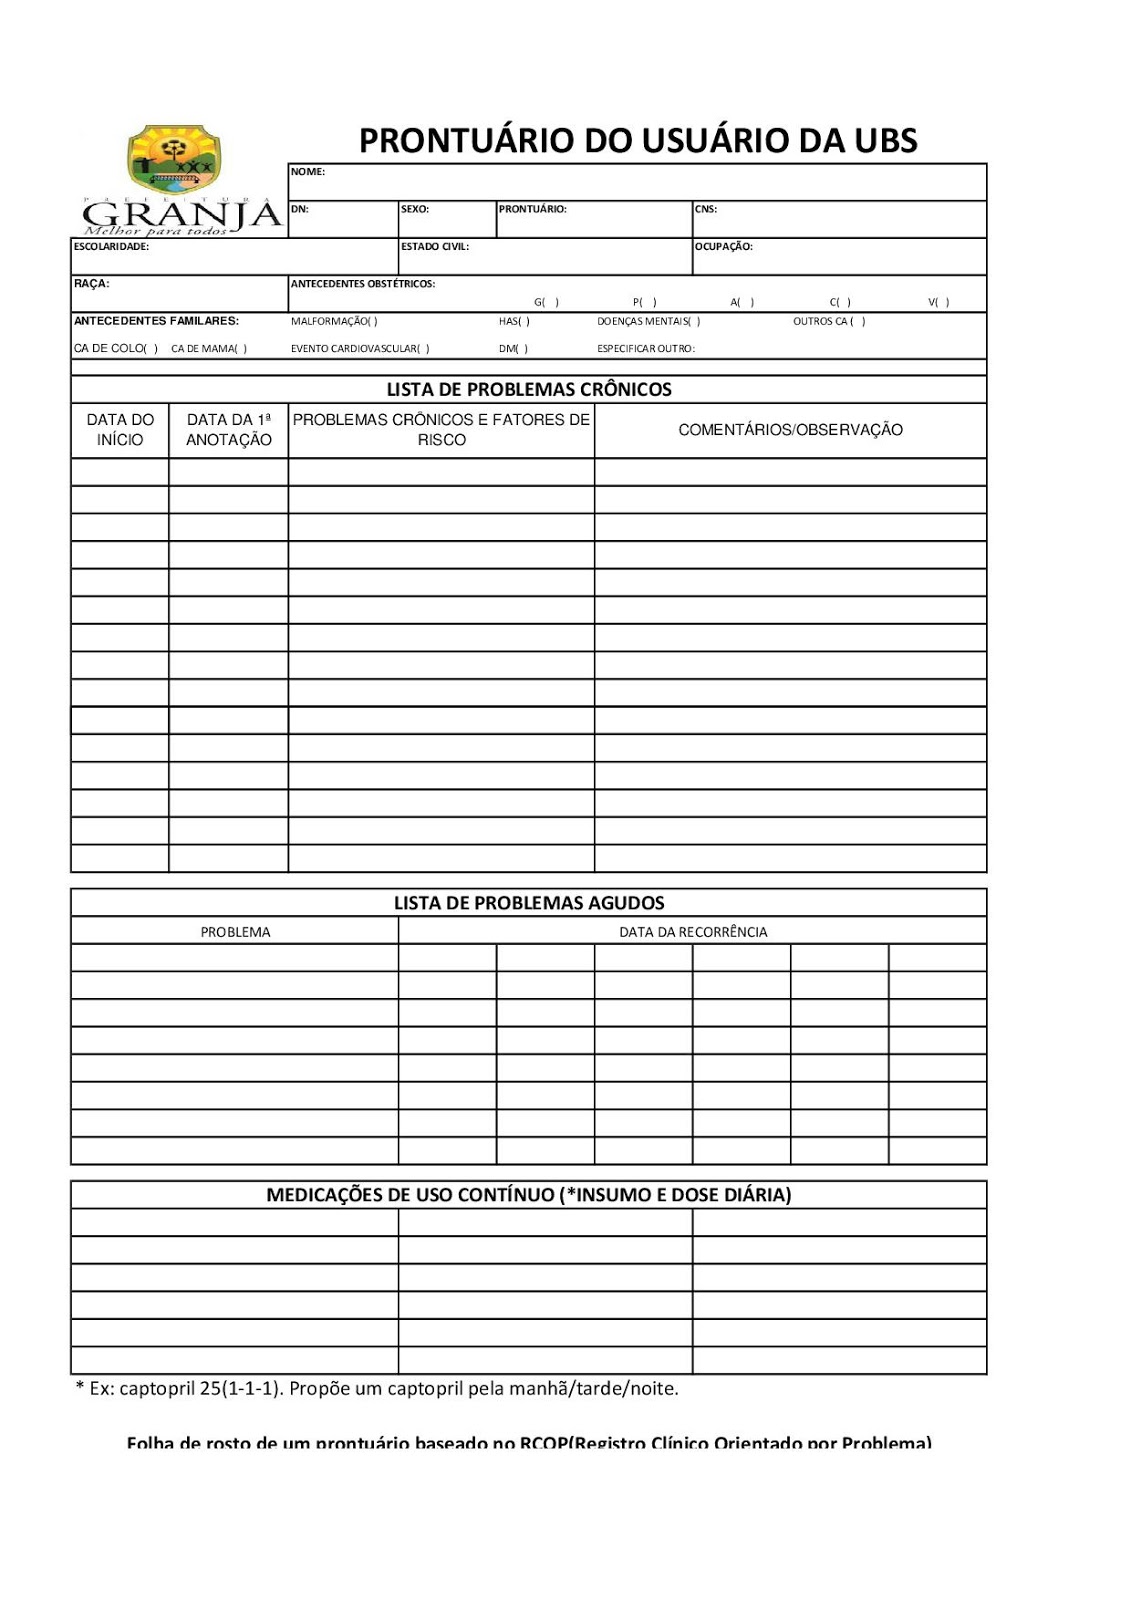 PRONTUÁRIO DO USUÁRIO DA UBS
PREFEITURA
GRANJA
Melhor para todos
NOME:
DN: SEXO: PRONTUÁRIO: CNS:
ESCOLARIDADE: ESTADO CIVIL: OCUPAÇÃO:
RAÇA: ANTECEDENTES OBSTÉTRICOS:
G( ) P( ) A( ) C( ) V( )
ANTECEDENTES FAMILARES: MALFORMAÇÃO( ) HAS( ) DOENÇAS MENTAIS( ) OUTROS CA ( )
CA DE COLO( ) CA DE MAMA( ) EVENTO CARDIOVASCULAR( ) DM( ) ESPECIFICAR OUTRO:
LISTA DE PROBLEMAS CRÔNICOS
DATA DO INÍCIO DATA DA 1ª ANOTAÇÃO PROBLEMAS CRÔNICOS E FATORES DE RISCO COMENTÁRIOS/OBSERVAÇÃO
LISTA DE PROBLEMAS AGUDOS
PROBLEMA DATA DA RECORRÊNCIA
MEDICAÇÕES DE USO CONTÍNUO (*INSUMO E DOSE DIÁRIA)
* Ex: captopril 25(1-1-1). Propõe um captopril pela manhã/tarde/noite.
Folha de rosto de um prontuário baseado no RCOP(Registro Clínico Orientado por Problema)